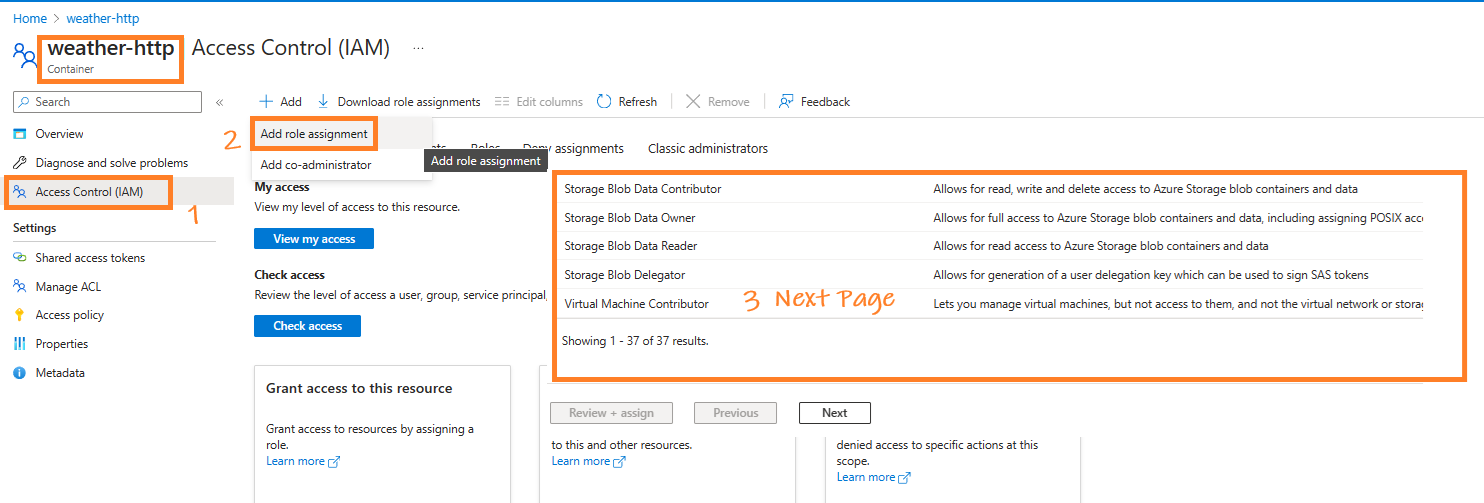 Home > weather-http
weather-http Access Control (IAM) ...
Container
Search
«
Add Download role assignments Edit columns Refresh Remove Feedback
Overview
Diagnose and solve problems
Access Control (IAM)
1
Settings
Shared access tokens
Manage ACL
Access policy
Properties
Metadata
2
Add role assignment
Add co-administrator
Add role assignment
Roles Deny assignments Classic administrators
My access
View my level of access to this resource.
View my access
Check access
Review the level of access a user, group, service principal,
Check access
Storage Blob Data Contributor Allows for read, write and delete access to Azure Storage blob containers and data
Storage Blob Data Owner Allows for full access to Azure Storage blob containers and data, including assigning POSIX
Storage Blob Data Reader Allows for read access to Azure Storage blob containers and data
Storage Blob Delegator Allows for generation of a user delegation key which can be used to sign SAS tokens
Virtual Machine Contributor Lets you manage virtual machines, but not access to them, and not the virtual network or
3 Next Page
Showing 1 - 37 of 37 results.
Review + assign Previous Next
Grant access to this resource
Grant access to resources by assigning a
role.
Learn more
to this and other resources.
Learn more
denied access to specific actions at this
scope.
Learn more